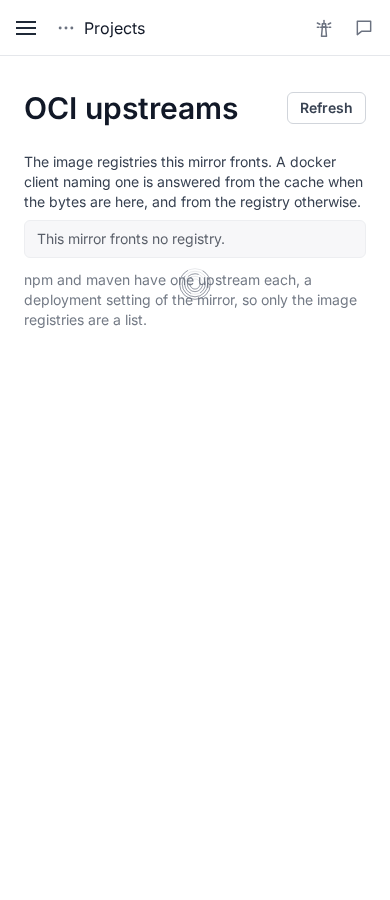 Projects
OCI upstreams
Refresh
The image registries this mirror fronts. A docker
client naming one is answered from the cache when
the bytes are here, and from the registry otherwise.
This mirror fronts no registry.
npm and maven have one upstream each, a
deployment setting of the mirror, so only the image
registries are a list.